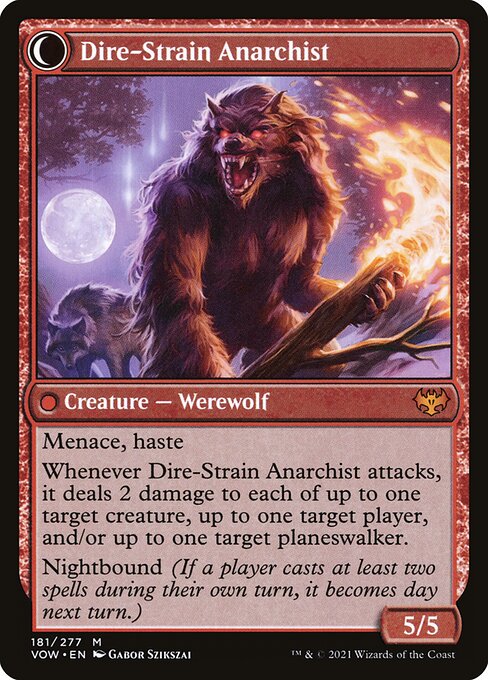 Dire-Strain Anarchist
Creature — Werewolf
Menace, haste
Whenever Dire-Strain Anarchist attacks,
it deals 2 damage to each of up to one
target creature, up to one target player,
and/or up to one target planeswalker.
Nightbound (If a player casts at least two
spells during their own turn, it becomes day
next turn.)
5/5
181/277 M
VOW • EN Gabor Szikszai
™ & © 2021 Wizards of the Coast